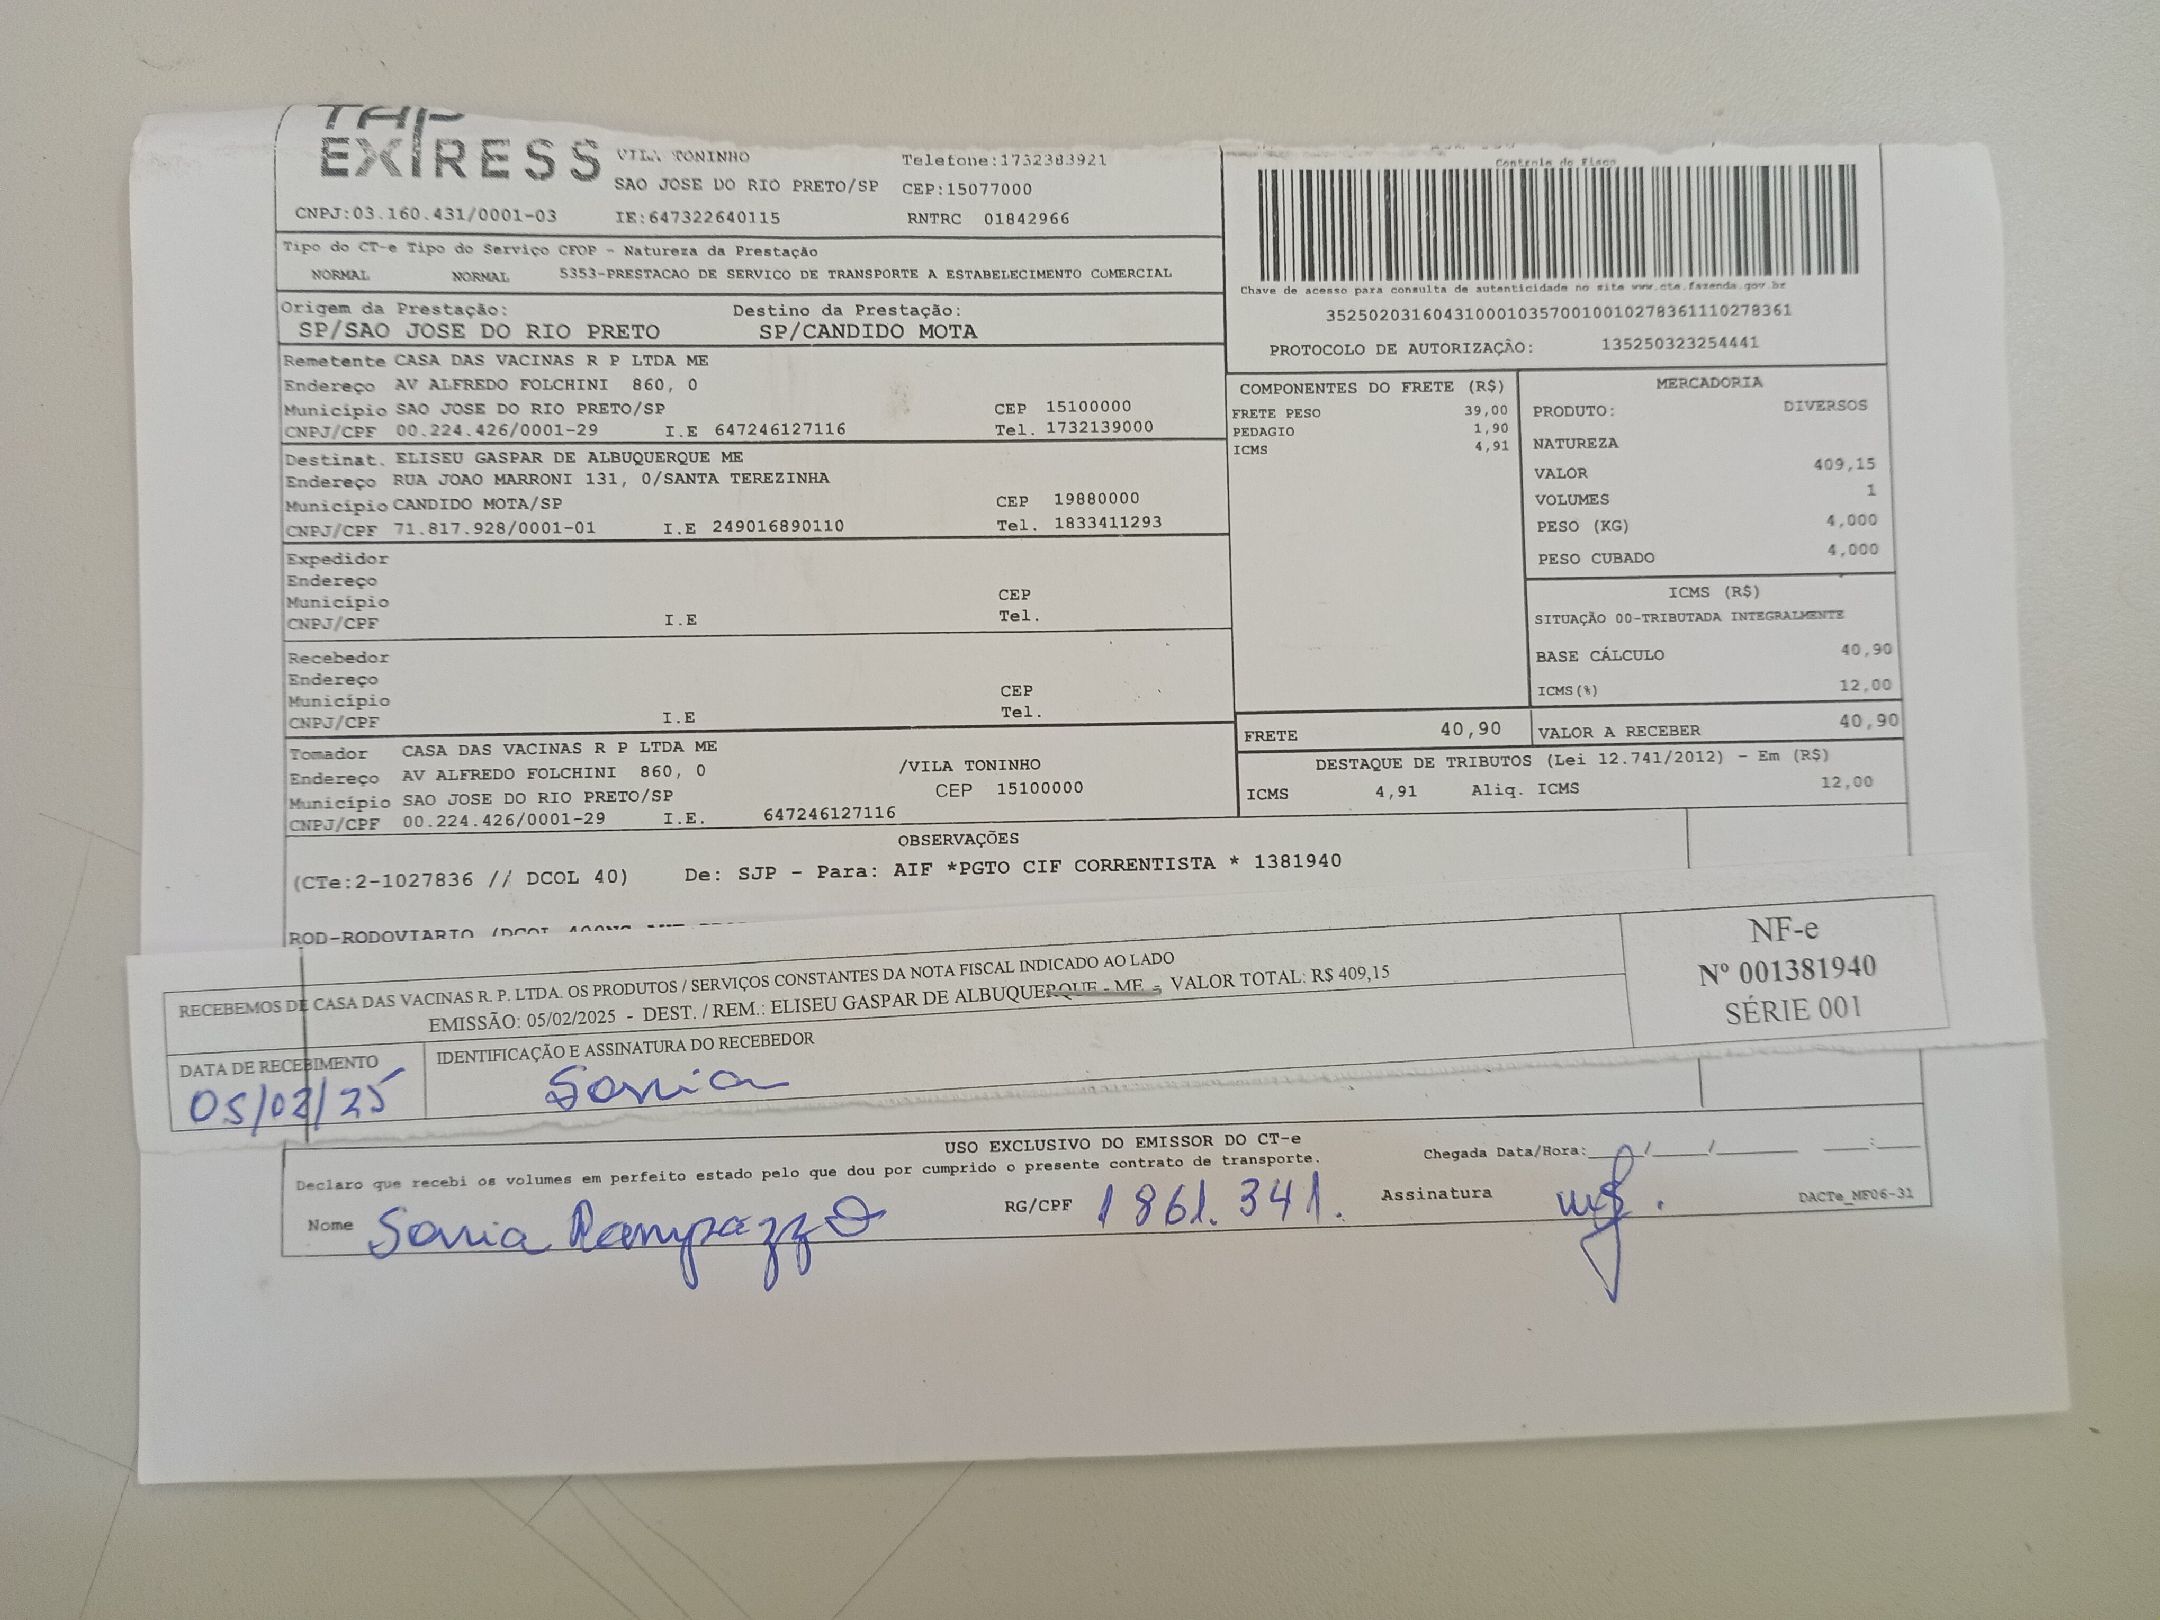 TAP
EXPRESS
VILA TONINHO
Telefone:1732383921
SAO JOSE DO RIO PRETO/SP CEP:15077000
CNPJ:03.160.431/0001-03 IE:647322640115 RNTRC 01842966
Tipo do CT-e Tipo do Serviço CFOP - Natureza da Prestação
NORMAL NORMAL 5353-PRESTACAO DE SERVICO DE TRANSPORTE A ESTABELECIMENTO COMERCIAL
Origem da Prestação: Destino da Prestação:
SP/SAO JOSE DO RIO PRETO SP/CANDIDO MOTA
Controle do Fisco
Chave de acesso para consulta de autenticidade no site www.cte.fazenda.gov.br
35250203160431000103570010010278361110278361
PROTOCOLO DE AUTORIZAÇÃO: 135250323254441
Remetente CASA DAS VACINAS R P LTDA ME
Endereço AV ALFREDO FOLCHINI 860, 0
Município SAO JOSE DO RIO PRETO/SP CEP 15100000
CNPJ/CPF 00.224.426/0001-29 I.E 647246127116 Tel. 1732139000
Destinat. ELISEU GASPAR DE ALBUQUERQUE ME
Endereço RUA JOAO MARRONI 131, 0/SANTA TEREZINHA
Município CANDIDO MOTA/SP CEP 19880000
CNPJ/CPF 71.817.928/0001-01 I.E 249016890110 Tel. 1833411293
Expedidor
Endereço
Município CEP
CNPJ/CPF I.E Tel.
Recebedor
Endereço
Município CEP
CNPJ/CPF I.E Tel.
Tomador CASA DAS VACINAS R P LTDA ME
Endereço AV ALFREDO FOLCHINI 860, 0 /VILA TONINHO
Município SAO JOSE DO RIO PRETO/SP CEP 15100000
CNPJ/CPF 00.224.426/0001-29 I.E. 647246127116
COMPONENTES DO FRETE (R$)
FRETE PESO 39,00
PEDAGIO 1,90
ICMS 4,91
MERCADORIA
PRODUTO: DIVERSOS
NATUREZA
VALOR 409,15
VOLUMES 1
PESO (KG) 4,000
PESO CUBADO 4,000
ICMS (R$)
SITUAÇÃO 00-TRIBUTADA INTEGRALMENTE
BASE CÁLCULO 40,90
ICMS(%) 12,00
FRETE 40,90 VALOR A RECEBER 40,90
DESTAQUE DE TRIBUTOS (Lei 12.741/2012) - Em (R$)
ICMS 4,91 Aliq. ICMS 12,00
OBSERVAÇÕES
(CTe:2-1027836 // DCOL 40) De: SJP - Para: AIF *PGTO CIF CORRENTISTA * 1381940
ROD-RODOVIARIO (DCOL
RECEBEMOS DE CASA DAS VACINAS R. P. LTDA. OS PRODUTOS / SERVIÇOS CONSTANTES DA NOTA FISCAL INDICADO AO LADO
EMISSÃO: 05/02/2025 - DEST. / REM.: ELISEU GASPAR DE ALBUQUERQUE - ME - VALOR TOTAL: R$ 409,15
NF-e
Nº 001381940
SÉRIE 001
DATA DE RECEBIMENTO IDENTIFICAÇÃO E ASSINATURA DO RECEBEDOR
05/02/25 Sonia
USO EXCLUSIVO DO EMISSOR DO CT-e
Declaro que recebi os volumes em perfeito estado pelo que dou por cumprido o presente contrato de transporte.
Chegada Data/Hora:____/____/______ ____:____
Nome Sonia Rampazzo RG/CPF 1861.341. Assinatura
DACTe_MF06-31